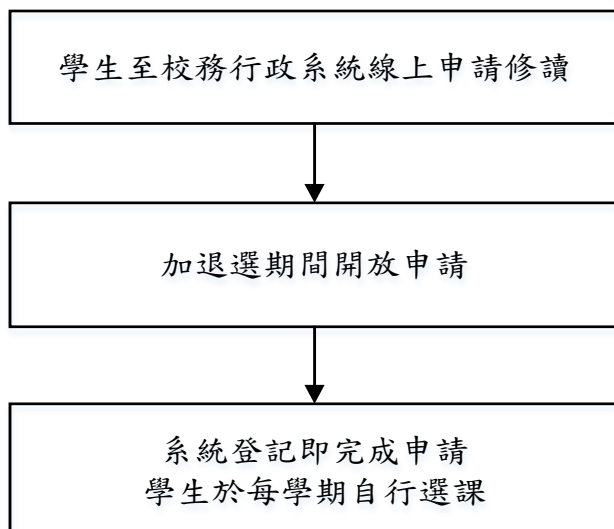 學生至校務行政系統線上申請修讀
加退選期間開放申請
系統登記即完成申請
學生於每學期自行選課